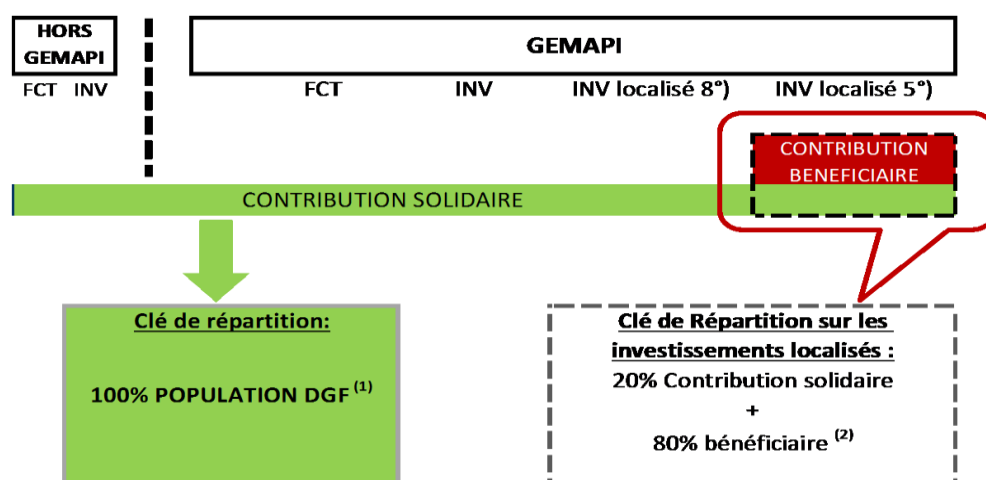 HORS
GEMAPI
GEMAPI
FCT INV
FCT INV INV localisé 8°) INV localisé 5°)
CONTRIBUTION
BENEFICIAIRE
CONTRIBUTION SOLIDAIRE
Clé de répartition:
100% POPULATION DGF (1)
Clé de Répartition sur les
investissements localisés :
20% Contribution solidaire
+
80% bénéficiaire (2)